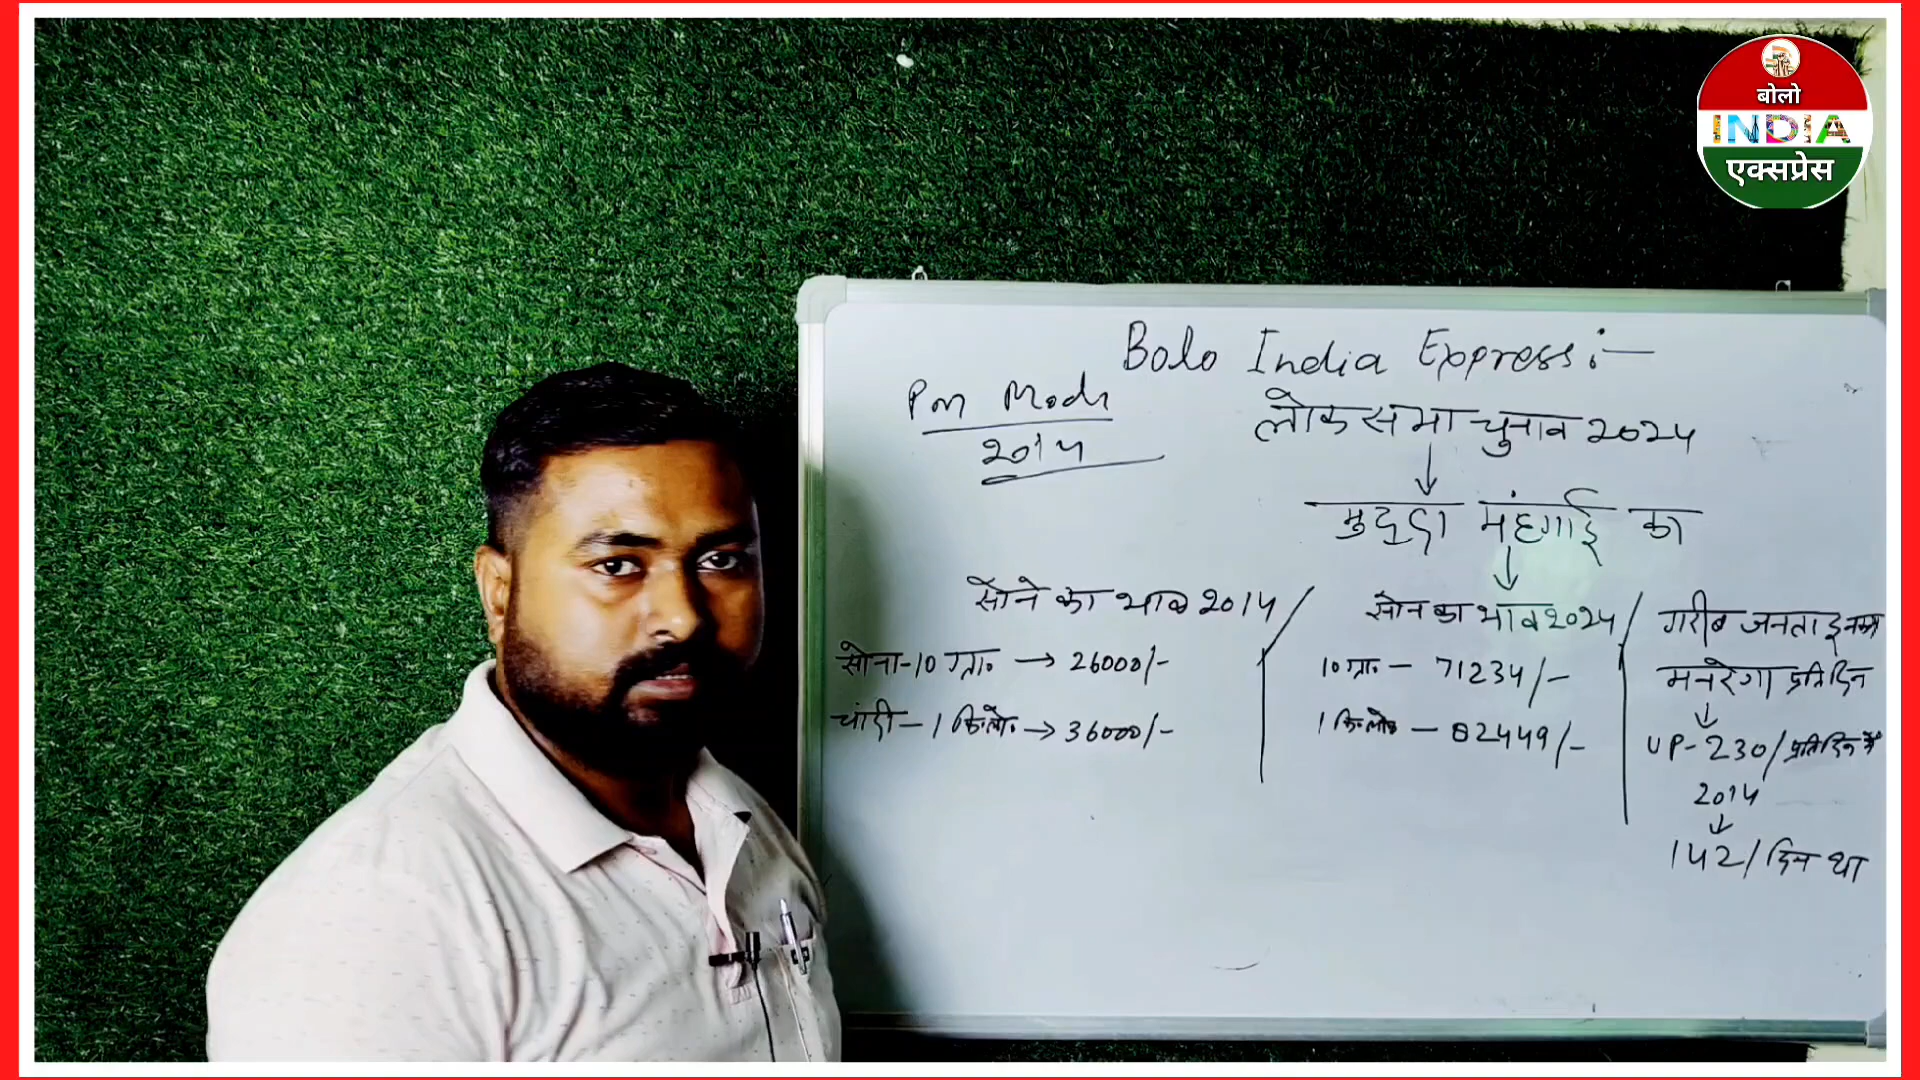 बोलो
INDIA
एक्सप्रेस
Bolo India Express :-
Pm Modi
2014
लोकसभा चुनाव 2024
मुद्दा मंहगाई का
सोने का भाव 2014
सोना-10 ग्रा. → 26000/-
चांदी - 1 किलो. → 36000/-
सोने का भाव 2024
10 ग्रा. - 71234/-
1 किलो - 82449/-
गरीब जनता इनका
मनरेगा प्रतिदिन
UP-230/ प्रतिदिन में
2014
142/ दिन था